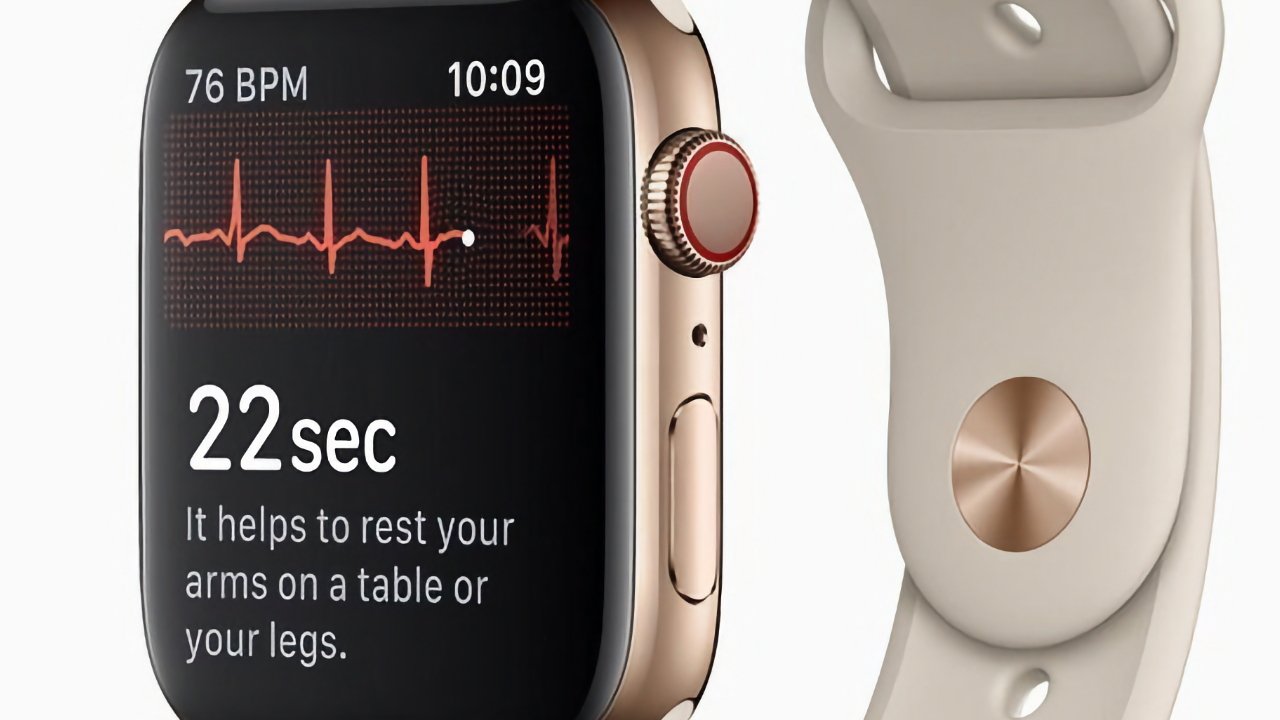 76 BPM 10:09
22sec
It helps to rest your
arms on a table or
your legs.